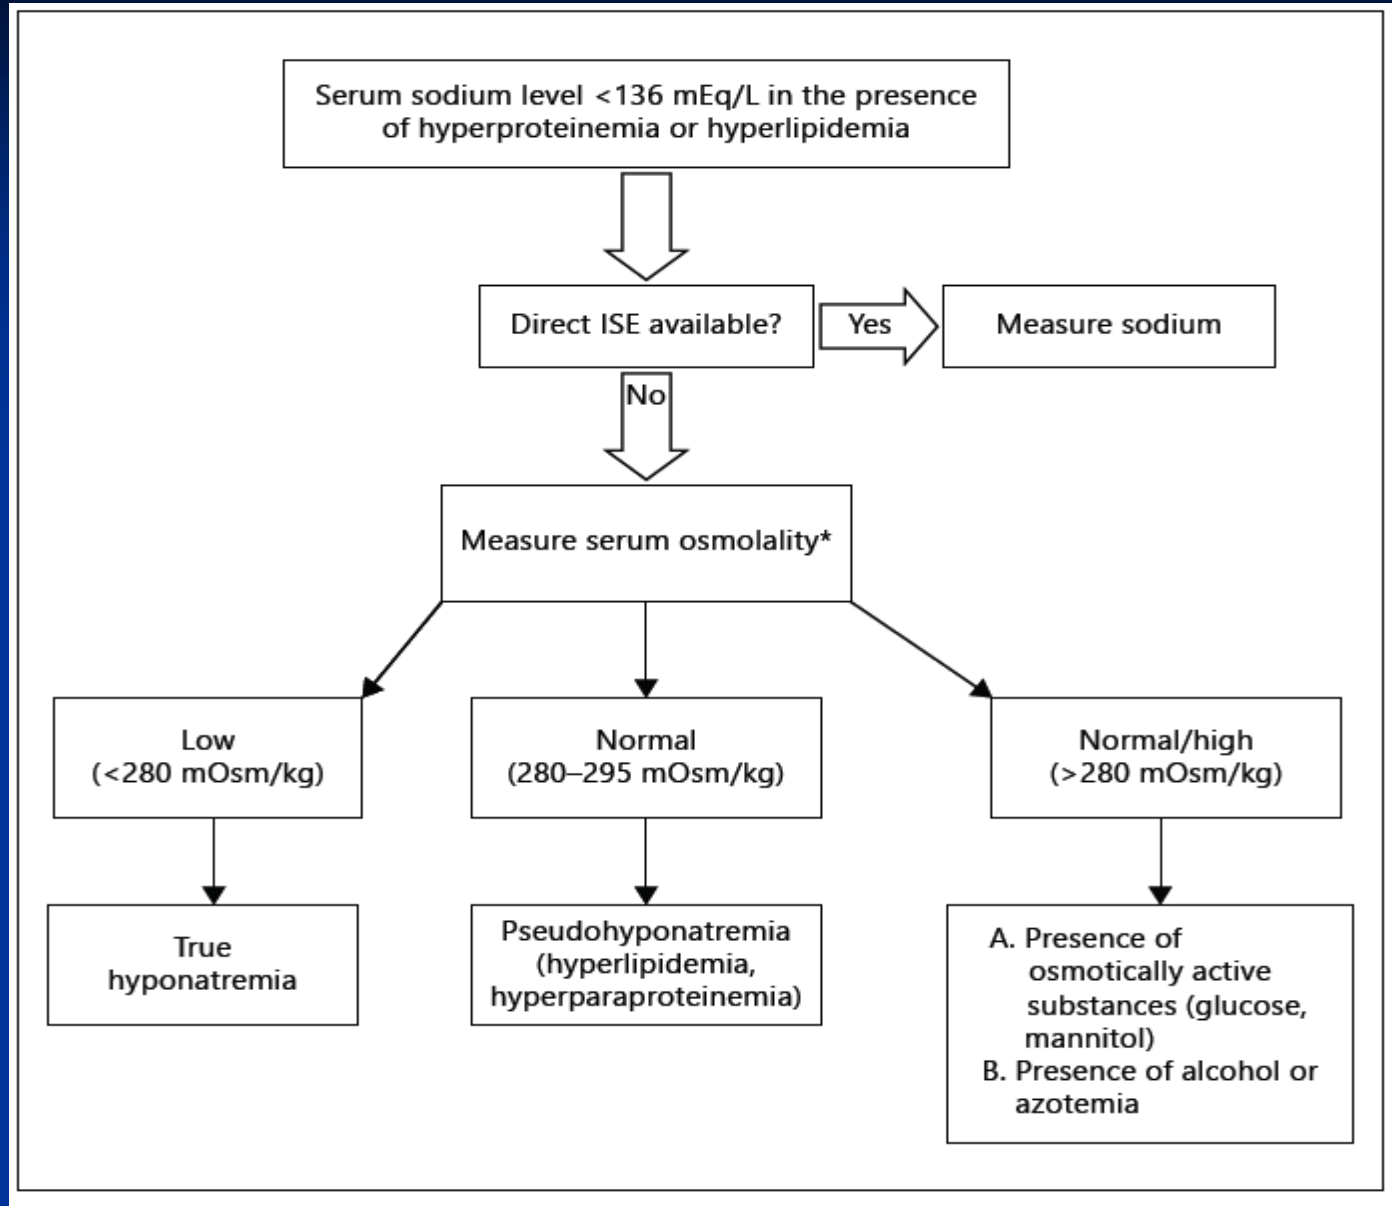 Serum sodium level <136 mEq/L in the presence
of hyperproteinemia or hyperlipidemia
Direct ISE available?
Yes
Measure sodium
No
Measure serum osmolality*
Low
(<280 mOsm/kg)
Normal
(280–295 mOsm/kg)
Normal/high
(>280 mOsm/kg)
True
hyponatremia
Pseudohyponatremia
(hyperlipidemia,
hyperparaproteinemia)
A. Presence of
osmotically active
substances (glucose,
mannitol)
B. Presence of alcohol or
azotemia